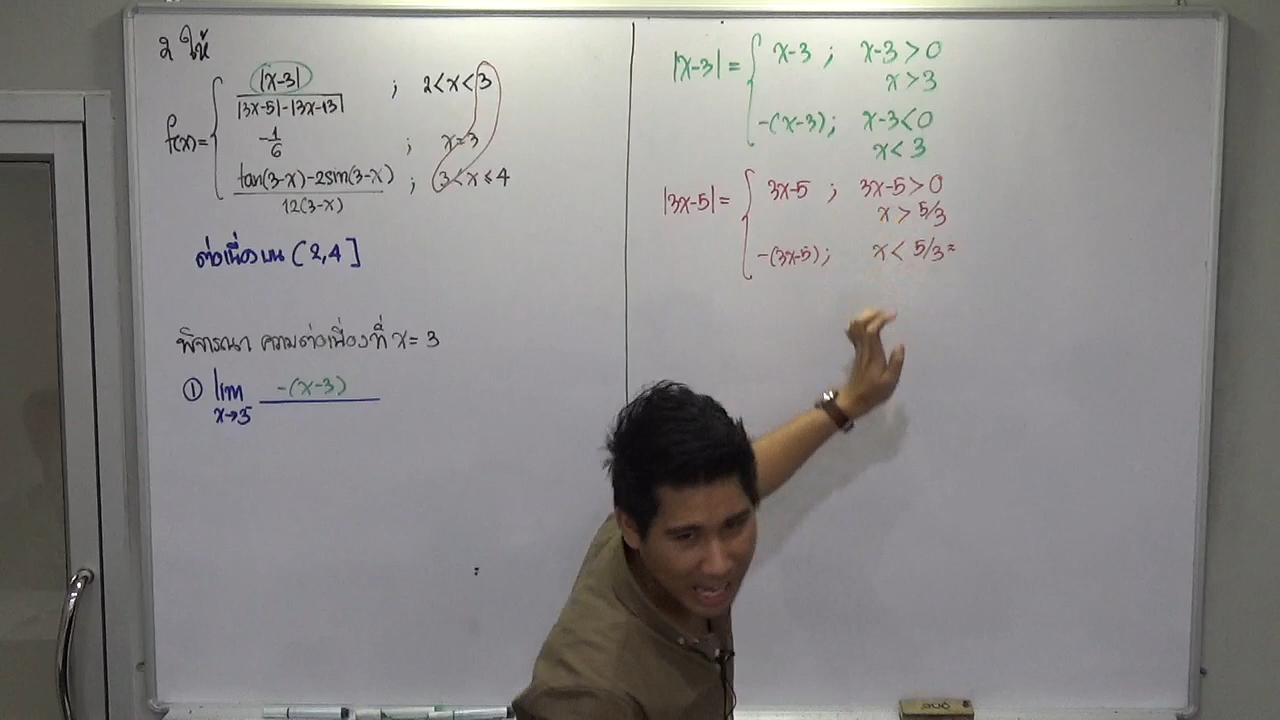 2 ให้
f(x)= { |x-3| / |3x-5|-|3x-13| ; 2<x<3
-1/6 ; x=3
tan(3-x)-2sin(3-x) / 12(3-x) ; 3<x≤4
ต่อเนื่องบน (2,4]
พิจารณา ความต่อเนื่องที่ x=3
① lim x→3⁻ -(x-3)
|x-3| = { x-3 ; x-3>0
x>3
-(x-3) ; x-3<0
x<3
|3x-5| = { 3x-5 ; 3x-5>0
x > 5/3
-(3x-5) ; x < 5/3